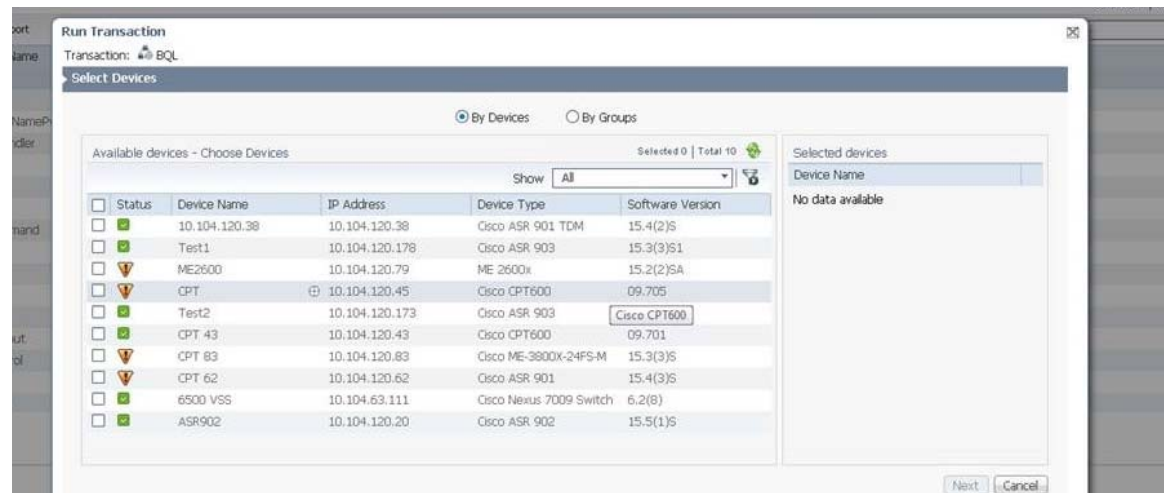 port
Run Transaction
Transaction: BQL
Select Devices
By Devices By Groups
Available devices - Choose Devices Selected 0 | Total 10
Show All
Status Device Name IP Address Device Type Software Version
10.104.120.38 10.104.120.38 Cisco ASR 901 TDM 15.4(2)S
Test1 10.104.120.178 Cisco ASR 903 15.3(3)S1
ME2600 10.104.120.79 ME 2600x 15.2(2)SA
CPT 10.104.120.45 Cisco CPT600 09.705
Test2 10.104.120.173 Cisco ASR 903
Cisco CPT600
CPT 43 10.104.120.43 Cisco CPT600 09.701
CPT 83 10.104.120.83 Cisco ME-3800X-24FS-M 15.3(3)S
CPT 62 10.104.120.62 Cisco ASR 901 15.4(3)S
6500 VSS 10.104.63.111 Cisco Nexus 7009 Switch 6.2(8)
ASR902 10.104.120.20 Cisco ASR 902 15.5(1)S
Selected devices
Device Name
No data available
Next Cancel